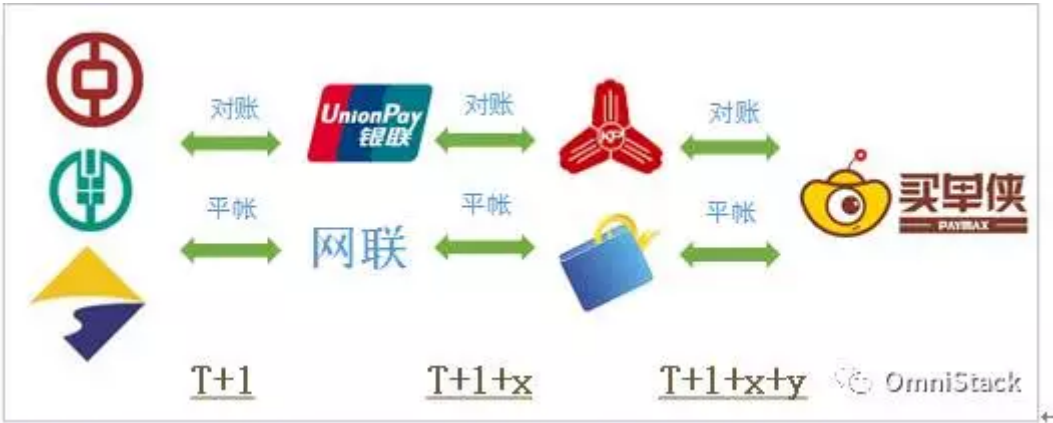 对账
对账
对账
UnionPay
银联
KP
平帐
平帐
平帐
网联
买单侠
PAYMAX
T+1
T+1+x
T+1+x+y
OmniStack